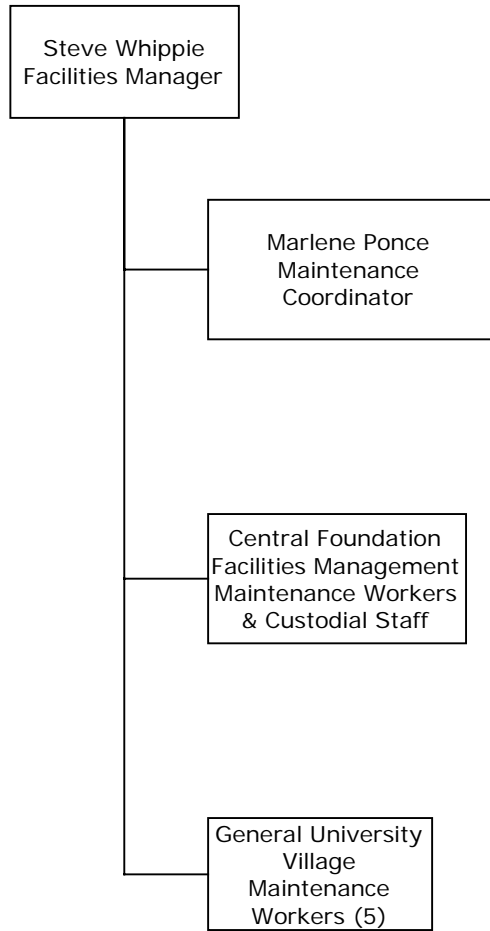 Steve Whippie
Facilities Manager
Marlene Ponce
Maintenance
Coordinator
Central Foundation
Facilities Management
Maintenance Workers
& Custodial Staff
General University
Village
Maintenance
Workers (5)